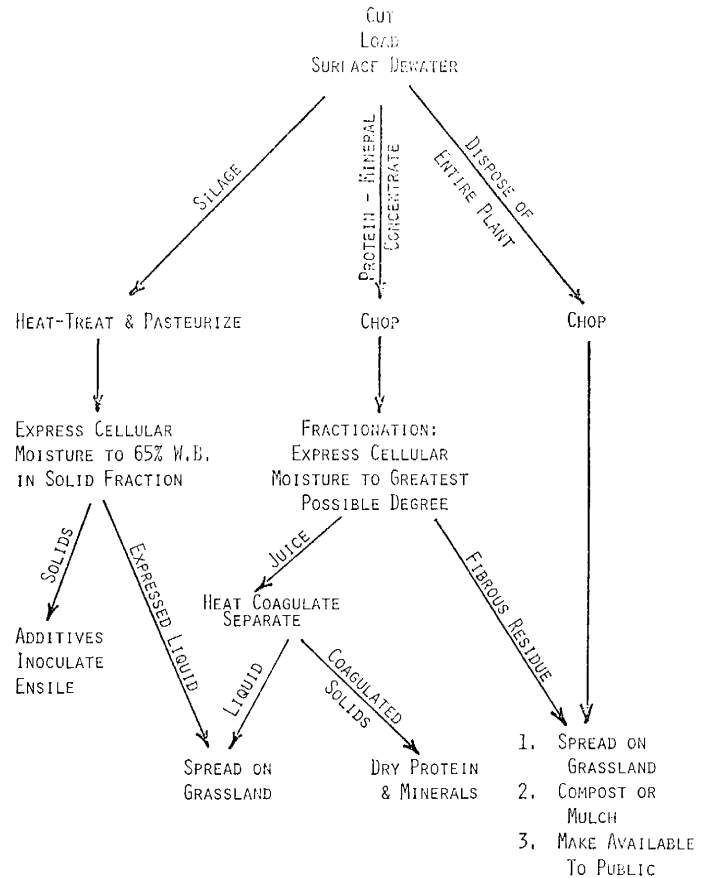 CUT
LOAD
SURFACE DEWATER
SILAGE
PROTEIN - MINERAL
CONCENTRATE
DISPOSE OF
ENTIRE PLANT
HEAT-TREAT & PASTEURIZE
CHOP
CHOP
EXPRESS CELLULAR
MOISTURE TO 65% W.B.
IN SOLID FRACTION
FRACTIONATION:
EXPRESS CELLULAR
MOISTURE TO GREATEST
POSSIBLE DEGREE
SOLIDS
EXPRESSED LIQUID
JUICE
FIBROUS RESIDUE
HEAT COAGULATE
SEPARATE
ADDITIVES
INOCULATE
ENSILE
LIQUID
COAGULATED
SOLIDS
SPREAD ON
GRASSLAND
DRY PROTEIN
& MINERALS
1. SPREAD ON
GRASSLAND
2. COMPOST OR
MULCH
3. MAKE AVAILABLE
TO PUBLIC